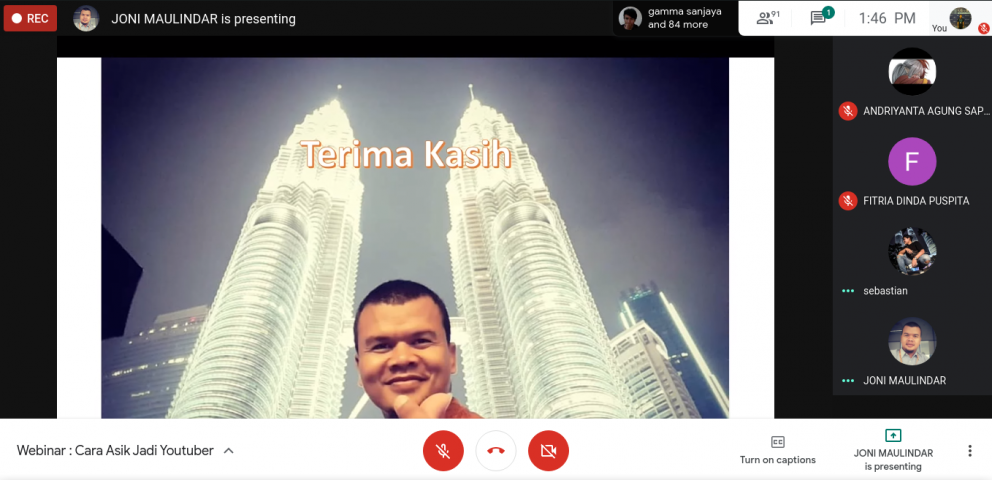 REC
JONI MAULINDAR is presenting
gamma sanjaya
and 84 more
91
1
1:46 PM
You
Terima Kasih
ANDRIYANTA AGUNG SAP...
F
FITRIA DINDA PUSPITA
sebastian
JONI MAULINDAR
Webinar : Cara Asik Jadi Youtuber
CC
Turn on captions
JONI MAULINDAR
is presenting